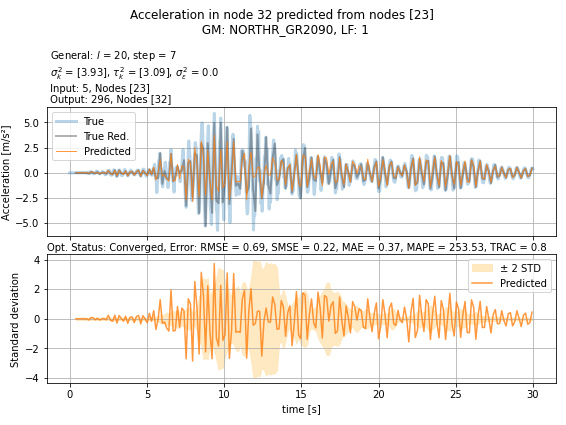 Acceleration in node 32 predicted from nodes [23]
GM: NORTHR_GR2090, LF: 1
General: l = 20, step = 7
σ²ₖ = [3.93], τ²ₖ = [3.09], σ²ε = 0.0
Input: 5, Nodes [23]
Output: 296, Nodes [32]
Acceleration [m/s²]
5.0
2.5
0.0
−2.5
−5.0
True
True Red.
Predicted
Opt. Status: Converged, Error: RMSE = 0.69, SMSE = 0.22, MAE = 0.37, MAPE = 253.53, TRAC = 0.8
Standard deviation
4
2
0
−2
−4
± 2 STD
Predicted
0 5 10 15 20 25 30
time [s]